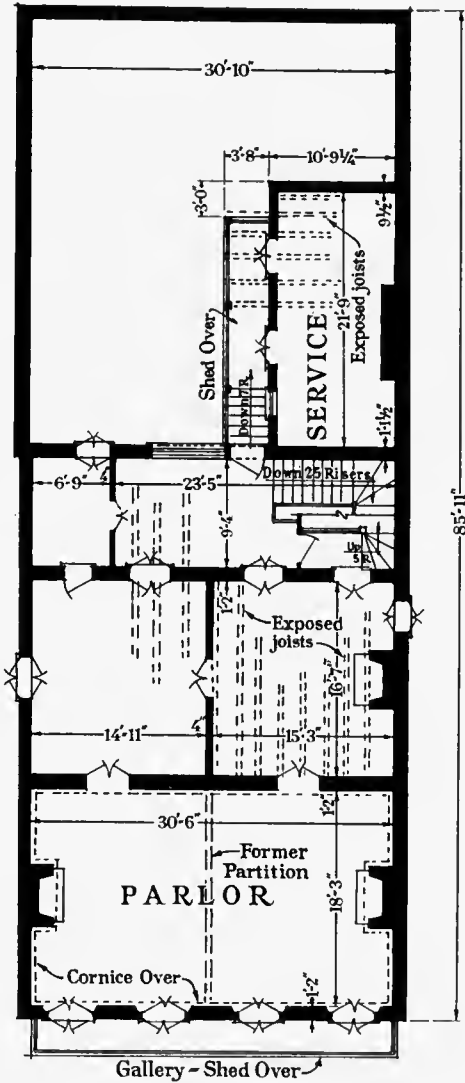 30'-10"
3'-8"
10'-9¼"
3'-0"
9½"
Exposed joists
21'-9"
SERVICE
Shed Over
Down 7 R.
1'-1½"
85'-11"
6'-9"
4"
23'-5"
Down 25 Risers
9'-4"
2
Up
5 R
1'-2"
Exposed
joists
16'-7"
14'-11"
4"
15'-3"
30'-6"
1'-2"
Former
Partition
PARLOR
18'-3"
Cornice Over
1'-2"
Gallery - Shed Over